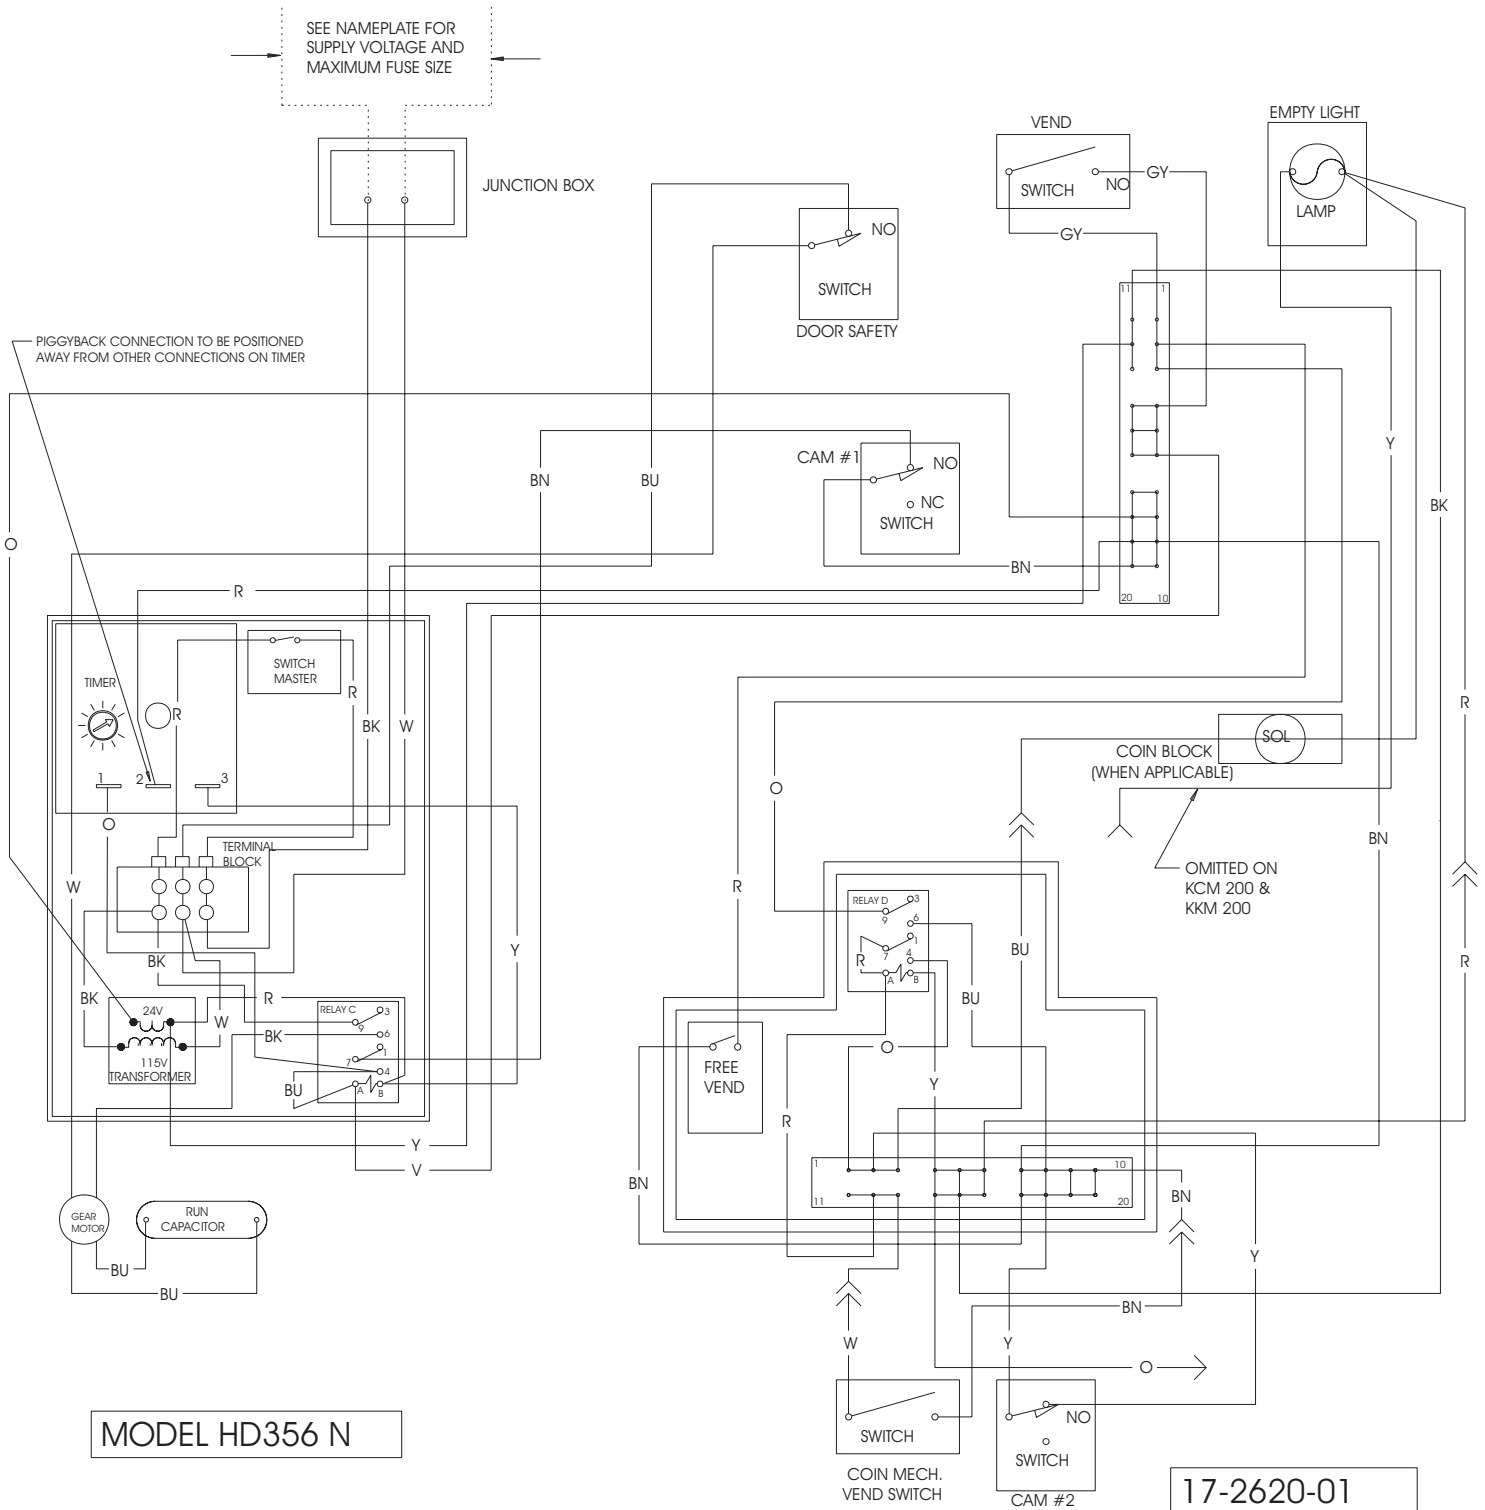 SEE NAMEPLATE FOR
SUPPLY VOLTAGE AND
MAXIMUM FUSE SIZE
JUNCTION BOX
VEND
SWITCH
NO
GY
GY
EMPTY LIGHT
LAMP
NO
SWITCH
DOOR SAFETY
11
1
20
10
PIGGYBACK CONNECTION TO BE POSITIONED
AWAY FROM OTHER CONNECTIONS ON TIMER
CAM #1
NO
NC
SWITCH
BN
BU
BN
O
Y
BK
R
R
SWITCH
MASTER
TIMER
R
R
BK
W
1
2
3
O
TERMINAL
BLOCK
W
Y
BK
BK
R
W
BK
24V
115V
TRANSFORMER
RELAY C
3
9
6
1
7
4
A
B
BU
Y
V
GEAR
MOTOR
RUN
CAPACITOR
BU
BU
SOL
COIN BLOCK
(WHEN APPLICABLE)
OMITTED ON
KCM 200 &
KKM 200
O
R
BN
R
RELAY D
3
9
6
1
7
4
R
A
B
BU
BU
O
Y
FREE
VEND
R
BN
1
10
11
20
BN
Y
BN
W
Y
O
SWITCH
COIN MECH.
VEND SWITCH
NO
SWITCH
CAM #2
MODEL HD356 N
17-2620-01